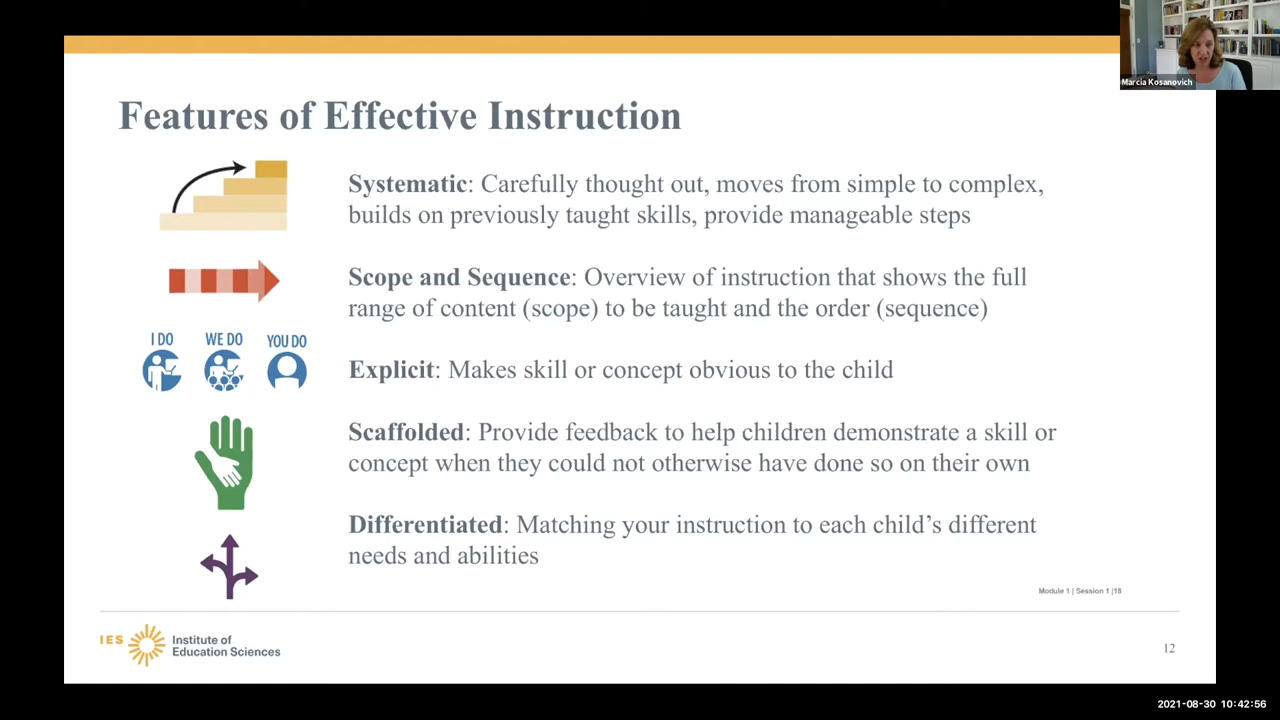 Marcia Kosanovich
Features of Effective Instruction
Systematic: Carefully thought out, moves from simple to complex,
builds on previously taught skills, provide manageable steps
Scope and Sequence: Overview of instruction that shows the full
range of content (scope) to be taught and the order (sequence)
I DO WE DO YOU DO
Explicit: Makes skill or concept obvious to the child
Scaffolded: Provide feedback to help children demonstrate a skill or
concept when they could not otherwise have done so on their own
Differentiated: Matching your instruction to each child’s different
needs and abilities
Module 1 | Session 1 |18
IES Institute of
Education Sciences
12
2021-08-30 10:42:56